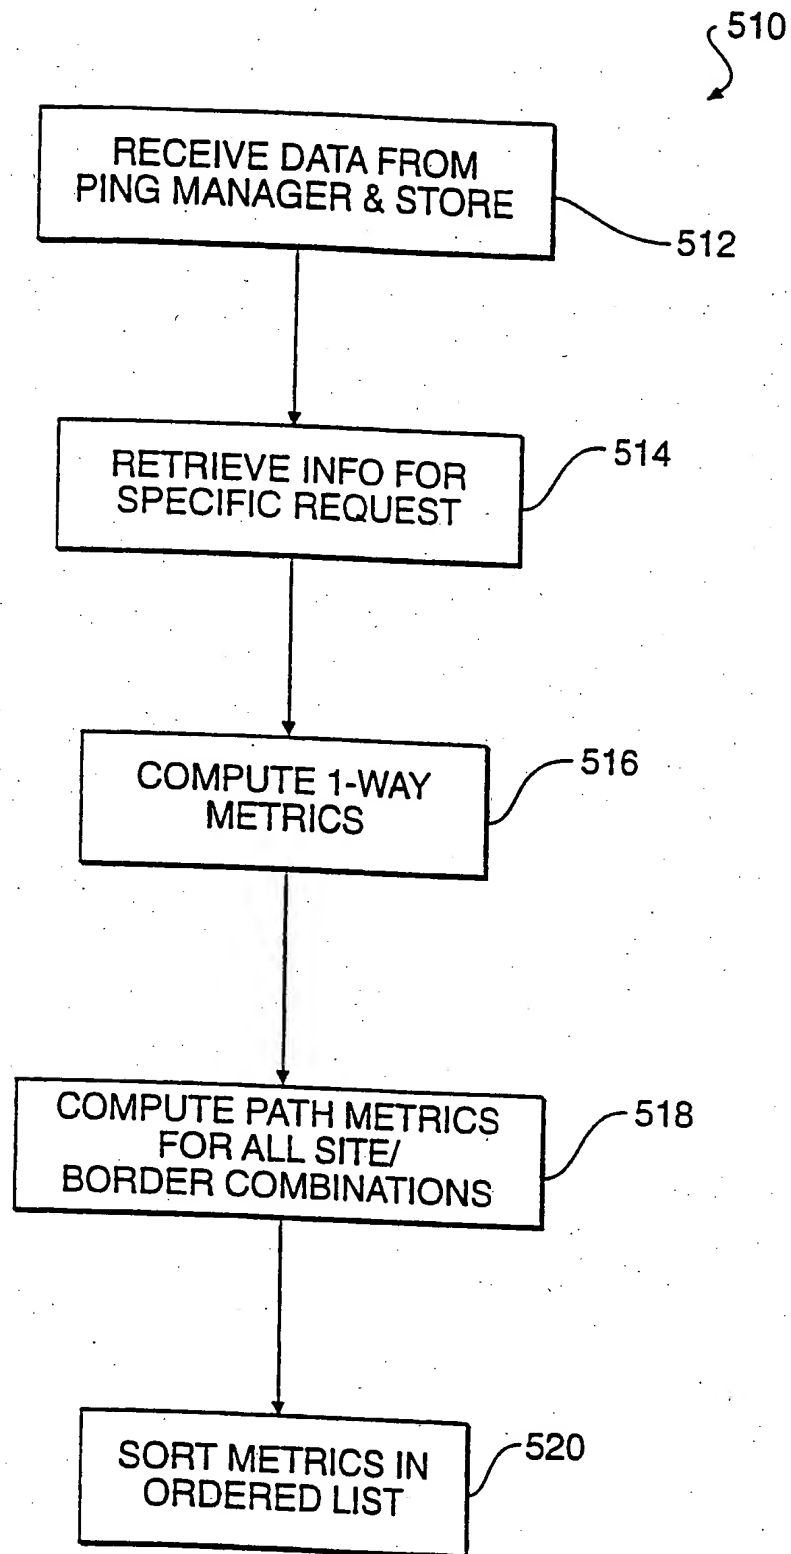 510
RECEIVE DATA FROM
PING MANAGER & STORE
512
RETRIEVE INFO FOR
SPECIFIC REQUEST
514
COMPUTE 1-WAY
METRICS
516
COMPUTE PATH METRICS
FOR ALL SITE/
BORDER COMBINATIONS
518
SORT METRICS IN
ORDERED LIST
520